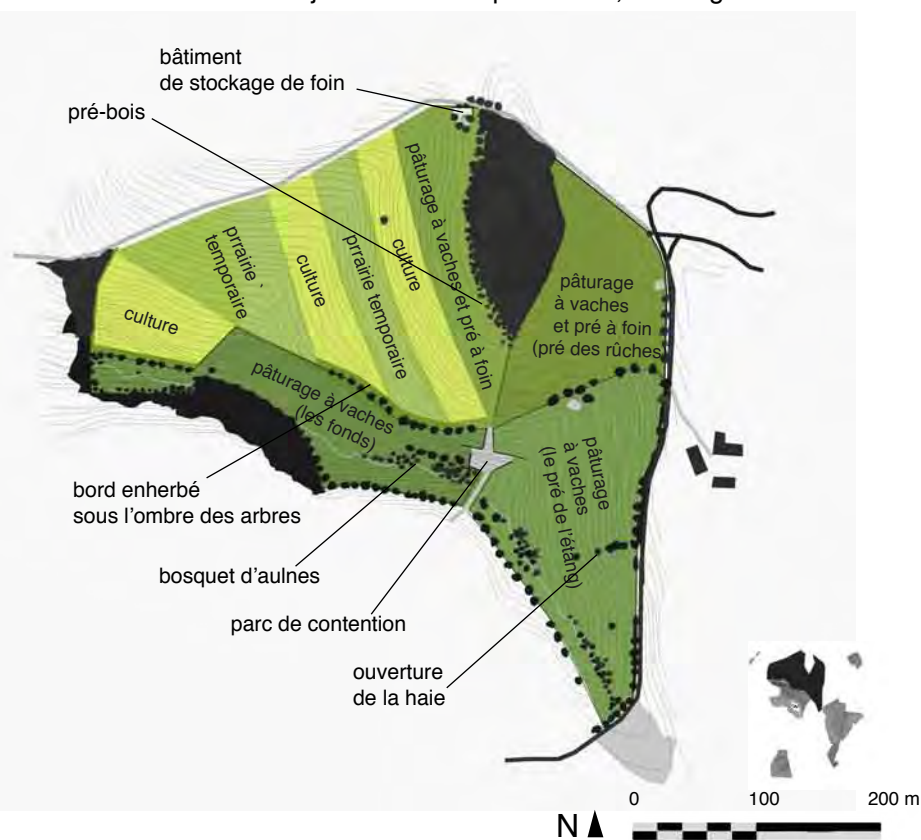 bâtiment
de stockage de foin
pré-bois
pâturage à vaches et pré à foin
prrairie
temporaire
culture
prrairie temporaire
culture
culture
pâturage
à vaches
et pré à foin
(pré des rûches
pâturage à vaches
(les fonds)
pâturage
à vaches
(le pré de l'étang)
bord enherbé
sous l'ombre des arbres
bosquet d'aulnes
parc de contention
ouverture
de la haie
0 100 200 m
N